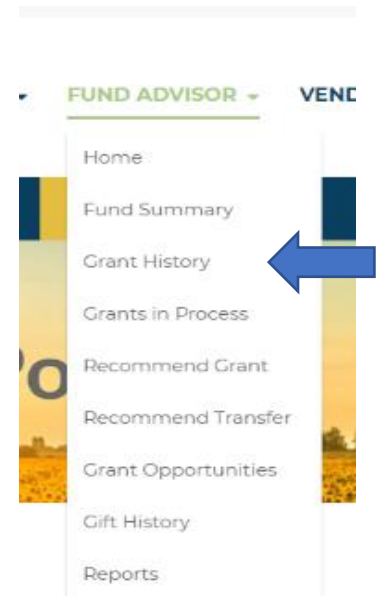 FUND ADVISOR VEND
Home
Fund Summary
Grant History
Grants in Process
Recommend Grant
Recommend Transfer
Grant Opportunities
Gift History
Reports